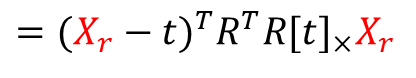 = (X_r − t)^T R^T R[t]_× X_r